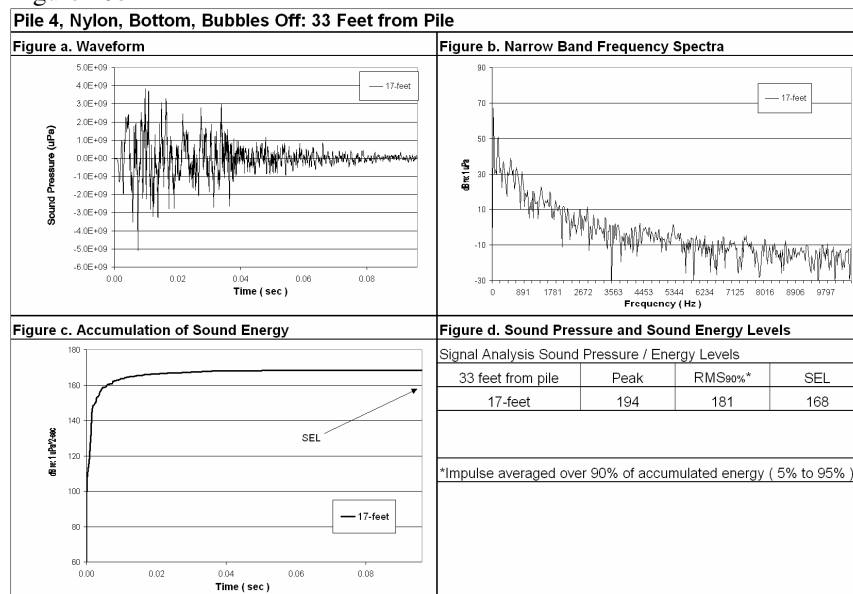 Pile 4, Nylon, Bottom, Bubbles Off: 33 Feet from Pile
Figure a. Waveform
5.0E+09
4.0E+09
3.0E+09
2.0E+09
1.0E+09
0.0E+00
-1.0E+09
-2.0E+09
-3.0E+09
-4.0E+09
-5.0E+09
-6.0E+09
Sound Pressure (uPa)
17-feet
0.00 0.02 0.04 0.06 0.08
Time ( sec )
Figure b. Narrow Band Frequency Spectra
90
70
50
30
10
-10
-30
dB re: 1 uPa
17-feet
0 891 1781 2672 3563 4453 5344 6234 7125 8016 8906 9797
Frequency ( Hz )
Figure c. Accumulation of Sound Energy
180
160
140
120
100
80
60
dB re: 1 uPa^2-sec
SEL
17-feet
0.00 0.02 0.04 0.06 0.08
Time ( sec )
Figure d. Sound Pressure and Sound Energy Levels
Signal Analysis Sound Pressure / Energy Levels
33 feet from pile Peak RMS90%* SEL
17-feet 194 181 168
*Impulse averaged over 90% of accumulated energy ( 5% to 95% )